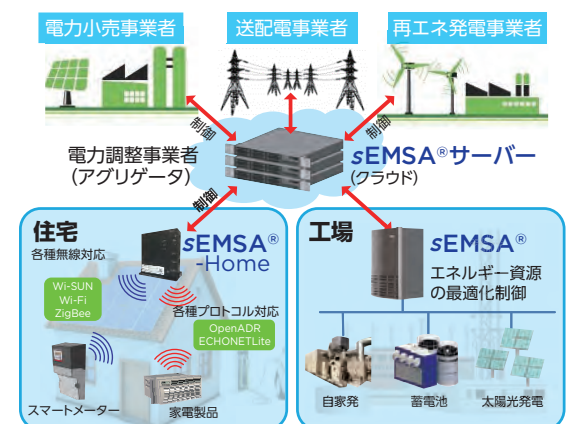 電力小売事業者
送配電事業者
再エネ発電事業者
制御
制御
電力調整事業者
(アグリゲータ)
sEMSA®サーバー
(クラウド)
制御
住宅
各種無線対応
sEMSA®
-Home
Wi-SUN
Wi-Fi
ZigBee
各種プロトコル対応
OpenADR
ECHONETLite
スマートメーター
家電製品
工場
sEMSA®
エネルギー資源
の最適化制御
自家発
蓄電池
太陽光発電